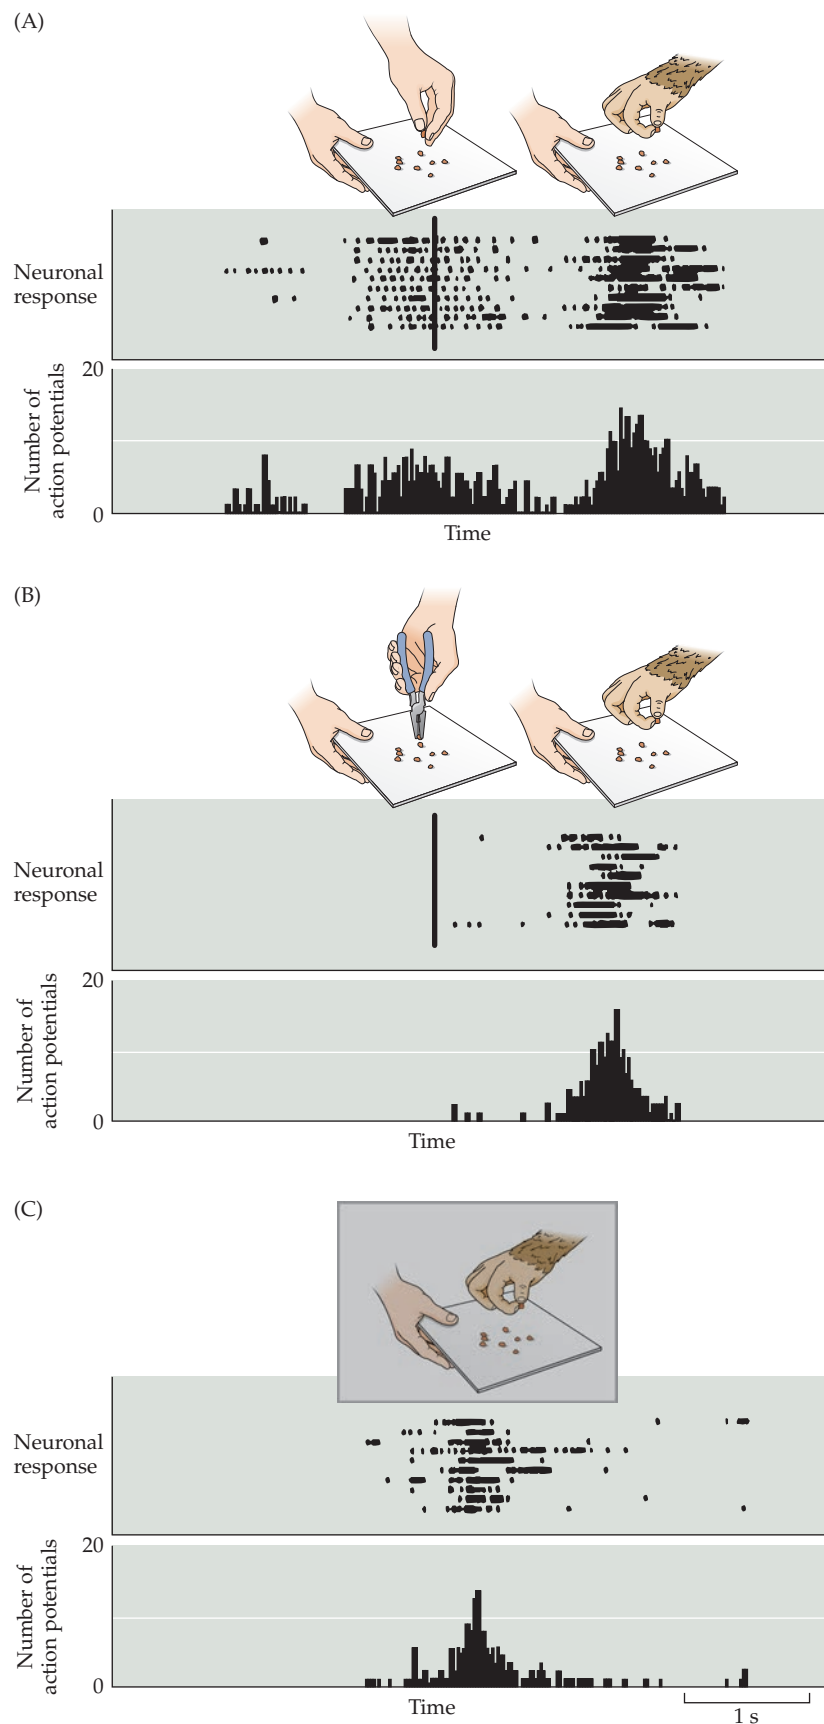 (A)
Neuronal
response
20
Number of
action potentials
0
Time
(B)
Neuronal
response
20
Number of
action potentials
0
Time
(C)
Neuronal
response
20
Number of
action potentials
0
Time
1 s